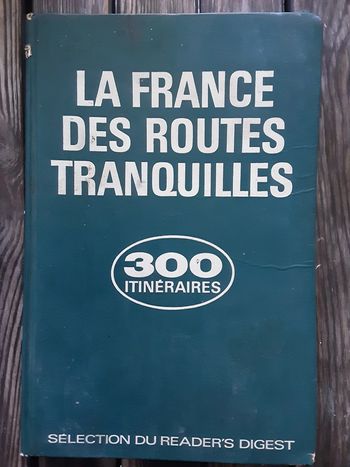 LA FRANCE
DES ROUTES
TRANQUILLES
300
ITINÉRAIRES
SÉLECTION DU READER'S DIGEST